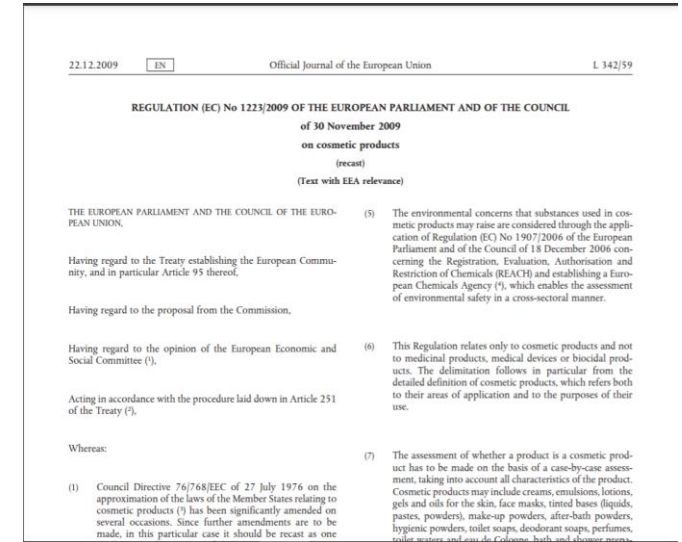 22.12.2009 EN Official Journal of the European Union L 342/59
REGULATION (EC) No 1223/2009 OF THE EUROPEAN PARLIAMENT AND OF THE COUNCIL
of 30 November 2009
on cosmetic products
(recast)
(Text with EEA relevance)
THE EUROPEAN PARLIAMENT AND THE COUNCIL OF THE EURO-
PEAN UNION,
Having regard to the Treaty establishing the European Commu-
nity, and in particular Article 95 thereof,
Having regard to the proposal from the Commission,
Having regard to the opinion of the European Economic and
Social Committee (¹),
Acting in accordance with the procedure laid down in Article 251
of the Treaty (²),
Whereas:
(1) Council Directive 76/768/EEC of 27 July 1976 on the
approximation of the laws of the Member States relating to
cosmetic products (³) has been significantly amended on
several occasions. Since further amendments are to be
made, in this particular case it should be recast as one
(5) The environmental concerns that substances used in cos-
metic products may raise are considered through the appli-
cation of Regulation (EC) No 1907/2006 of the European
Parliament and of the Council of 18 December 2006 con-
cerning the Registration, Evaluation, Authorisation and
Restriction of Chemicals (REACH) and establishing a Euro-
pean Chemicals Agency (⁴), which enables the assessment
of environmental safety in a cross-sectoral manner.
(6) This Regulation relates only to cosmetic products and not
to medicinal products, medical devices or biocidal prod-
ucts. The delimitation follows in particular from the
detailed definition of cosmetic products, which refers both
to their areas of application and to the purposes of their
use.
(7) The assessment of whether a product is a cosmetic prod-
uct has to be made on the basis of a case-by-case assess-
ment, taking into account all characteristics of the product.
Cosmetic products may include creams, emulsions, lotions,
gels and oils for the skin, face masks, tinted bases (liquids,
pastes, powders), make-up powders, after-bath powders,
hygienic powders, toilet soaps, deodorant soaps, perfumes,
toilet waters and eau de Cologne, bath and shower prepa-